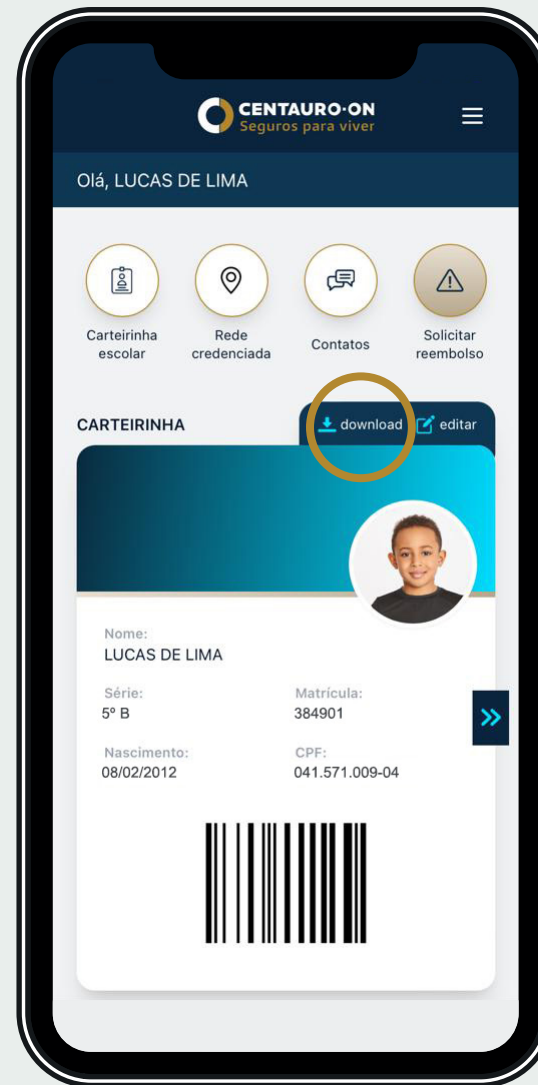 CENTAURO·ON
Seguros para viver
Olá, LUCAS DE LIMA
Carteirinha escolar
Rede credenciada
Contatos
Solicitar reembolso
CARTEIRINHA
download
editar
Nome:
LUCAS DE LIMA
Série:
5º B
Matrícula:
384901
Nascimento:
08/02/2012
CPF:
041.571.009-04